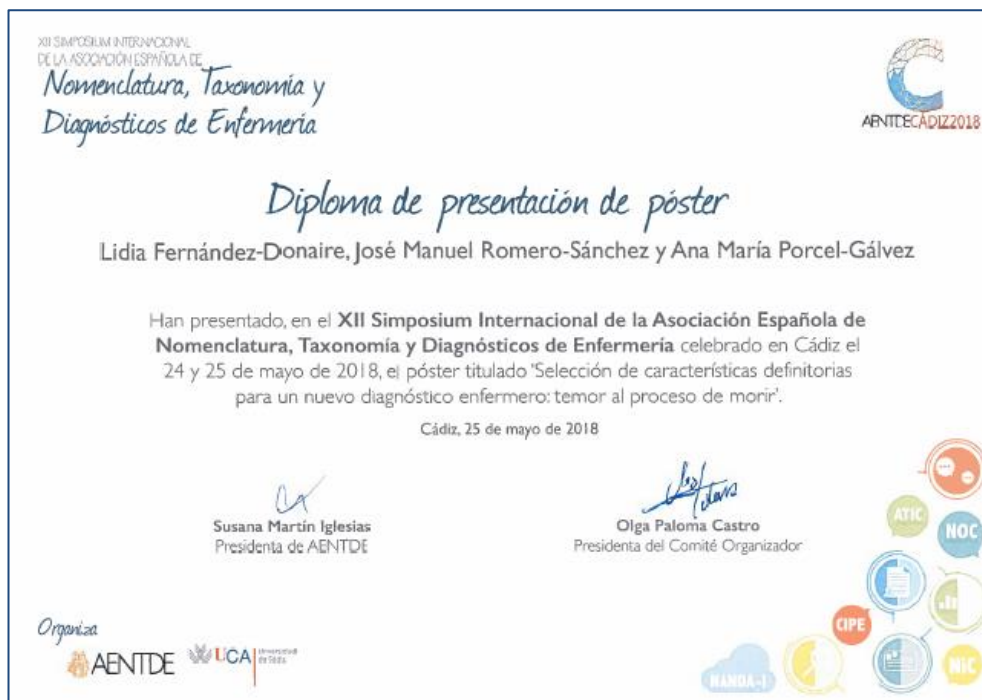 XII SIMPOSIUM INTERNACIONAL
DE LA ASOCIACIÓN ESPAÑOLA DE
Nomenclatura, Taxonomía y
Diagnósticos de Enfermería
AENTDECÁDIZ2018
Diploma de presentación de póster
Lidia Fernández-Donaire, José Manuel Romero-Sánchez y Ana María Porcel-Gálvez
Han presentado, en el XII Simposium Internacional de la Asociación Española de
Nomenclatura, Taxonomía y Diagnósticos de Enfermería celebrado en Cádiz el
24 y 25 de mayo de 2018, el póster titulado 'Selección de características definitorias
para un nuevo diagnóstico enfermero: temor al proceso de morir'.
Cádiz, 25 de mayo de 2018
Susana Martín Iglesias
Presidenta de AENTDE
Olga Paloma Castro
Presidenta del Comité Organizador
ATIC
NOC
CIPE
NANDA-I
NIC
Organiza
AENTDE
UCA
Universidad
de Cádiz